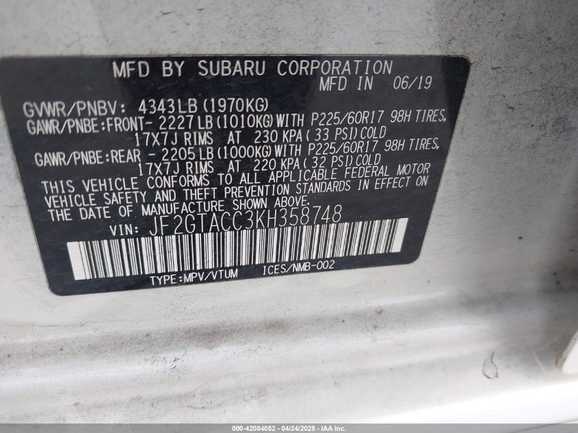 MFD BY SUBARU CORPORATION
MFD IN 06/19
GVWR/PNBV: 4343LB(1970KG)
GAWR/PNBE:FRONT- 2227LB(1010KG)WITH P225/60R17 98H TIRES,
17X7J RIMS AT 230 KPA(33 PSI)COLD
GAWR/PNBE:REAR - 2205LB(1000KG)WITH P225/60R17 98H TIRES,
17X7J RIMS AT 220 KPA(32 PSI)COLD
THIS VEHICLE CONFORMS TO ALL APPLICABLE FEDERAL MOTOR
VEHICLE SAFETY STANDARDS IN EFFECT ON
THE DATE OF MANUFACTURE SHOWN ABOVE.
VIN: JF2GTACC3KH358748
TYPE:MPV/VTUM ICES/NMB-002
000-42084082 - 04/24/2025 - IAA Inc.